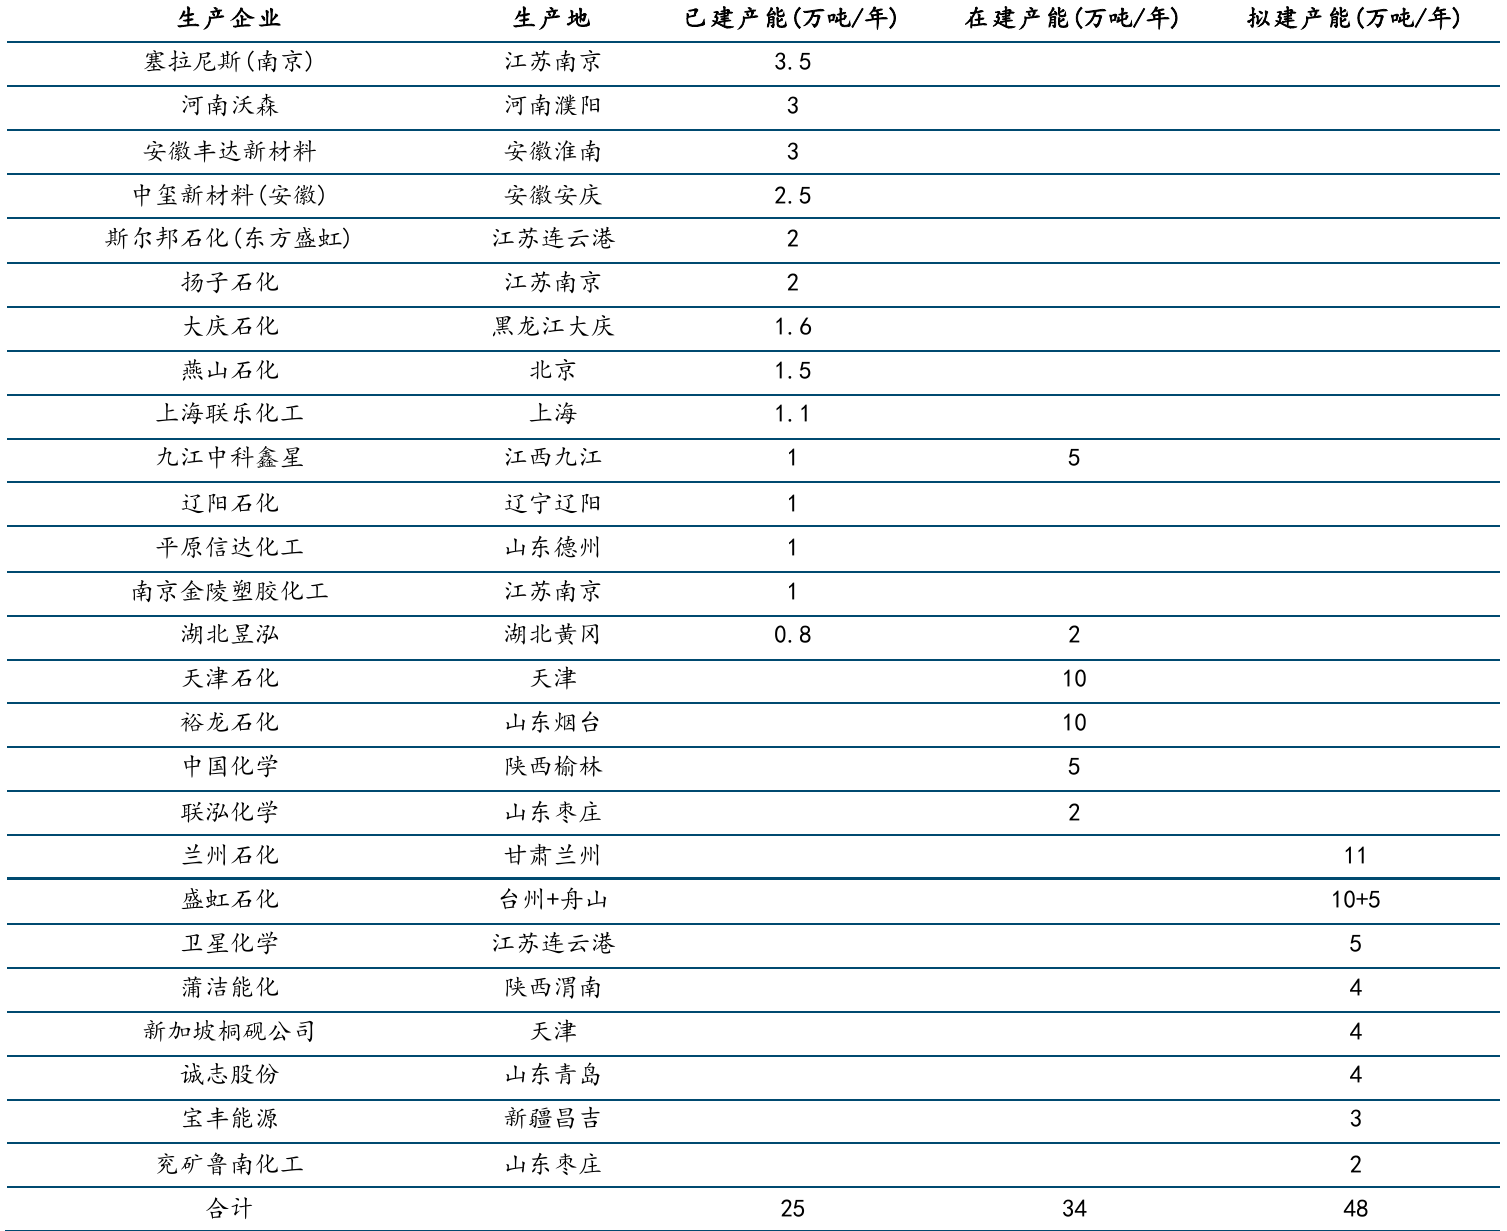 生产企业 生产地 已建产能(万吨/年) 在建产能(万吨/年) 拟建产能(万吨/年)
塞拉尼斯(南京) 江苏南京 3.5
河南沃森 河南濮阳 3
安徽丰达新材料 安徽淮南 3
中玺新材料(安徽) 安徽安庆 2.5
斯尔邦石化(东方盛虹) 江苏连云港 2
扬子石化 江苏南京 2
大庆石化 黑龙江大庆 1.6
燕山石化 北京 1.5
上海联乐化工 上海 1.1
九江中科鑫星 江西九江 1 5
辽阳石化 辽宁辽阳 1
平原信达化工 山东德州 1
南京金陵塑胶化工 江苏南京 1
湖北昱泓 湖北黄冈 0.8 2
天津石化 天津 10
裕龙石化 山东烟台 10
中国化学 陕西榆林 5
联泓化学 山东枣庄 2
兰州石化 甘肃兰州 11
盛虹石化 台州+舟山 10+5
卫星化学 江苏连云港 5
蒲洁能化 陕西渭南 4
新加坡桐砚公司 天津 4
诚志股份 山东青岛 4
宝丰能源 新疆昌吉 3
兖矿鲁南化工 山东枣庄 2
合计 25 34 48